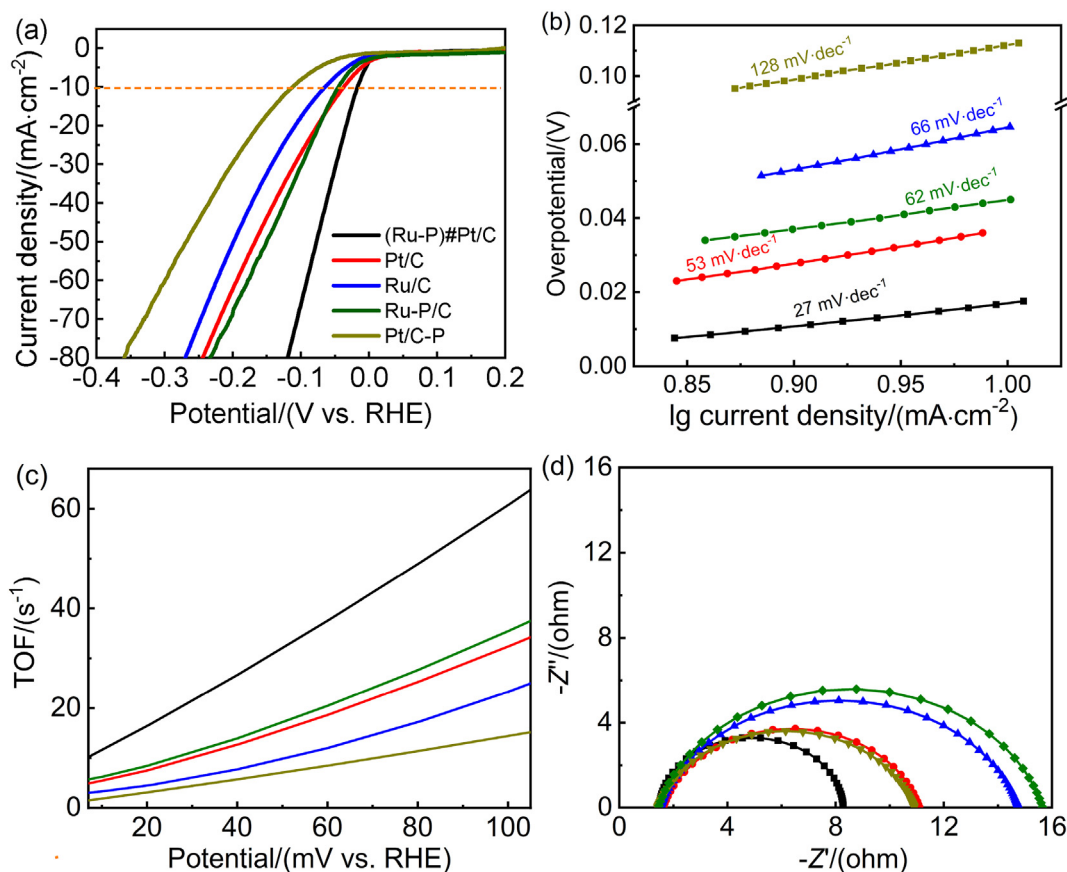 (a)
Current density/(mA·cm⁻²)
0
-10
-20
-30
-40
-50
-60
-70
-80
(Ru-P)#Pt/C
Pt/C
Ru/C
Ru-P/C
Pt/C-P
-0.4 -0.3 -0.2 -0.1 0.0 0.1 0.2
Potential/(V vs. RHE)
(b)
Overpotential/(V)
0.12
0.10
0.06
0.04
0.02
0.00
128 mV·dec⁻¹
66 mV·dec⁻¹
62 mV·dec⁻¹
53 mV·dec⁻¹
27 mV·dec⁻¹
0.85 0.90 0.95 1.00
lg current density/(mA·cm⁻²)
(c)
TOF/(s⁻¹)
60
40
20
0
20 40 60 80 100
Potential/(mV vs. RHE)
(d)
-Z''/(ohm)
16
12
8
4
0
0 4 8 12 16
-Z'/(ohm)